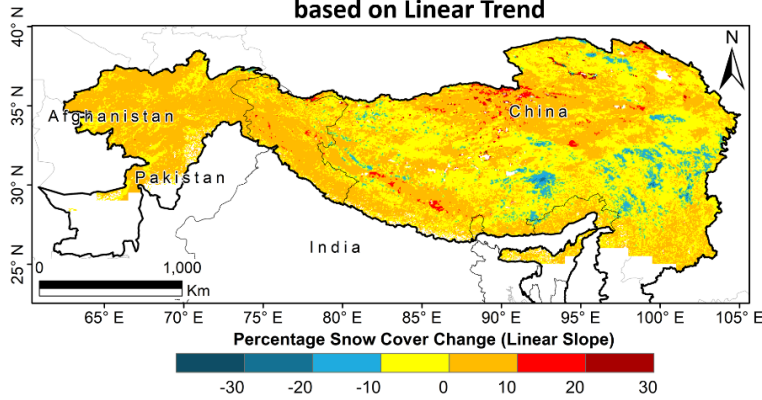 based on Linear Trend
40° N
35° N
30° N
25° N
N
Afghanistan
China
Pakistan
India
0 1,000
Km
65° E 70° E 75° E 80° E 85° E 90° E 95° E 100° E 105° E
Percentage Snow Cover Change (Linear Slope)
-30 -20 -10 0 10 20 30